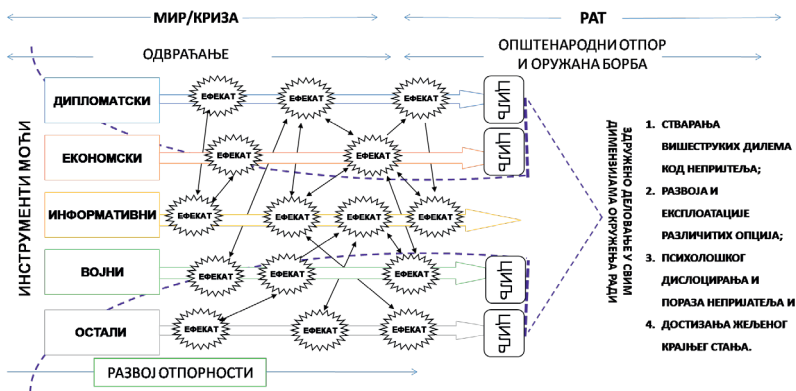 МИР/КРИЗА
РАТ
ОДВРАЋАЊЕ
ОПШТЕНАРОДНИ ОТПОР
И ОРУЖАНА БОРБА
ИНСТРУМЕНТИ МОЋИ
ДИПЛОМАТСКИ
ЕФЕКАТ
ЕФЕКАТ
ЕФЕКАТ
ЦИЉ
ЕКОНОМСКИ
ЕФЕКАТ
ЕФЕКАТ
ЦИЉ
ИНФОРМАТИВНИ
ЕФЕКАТ
ЕФЕКАТ
ЕФЕКАТ
ЕФЕКАТ
ВОЈНИ
ЕФЕКАТ
ЕФЕКАТ
ЕФЕКАТ
ЦИЉ
ОСТАЛИ
ЕФЕКАТ
ЕФЕКАТ
ЕФЕКАТ
ЦИЉ
РАЗВОЈ ОТПОРНОСТИ
ЗДРУЖЕНО ДЕЛОВАЊЕ У СВИМ
ДИМЕНЗИЈАМА ОКРУЖЕЊА РАДИ
1. СТВАРАЊА
ВИШЕСТРУКИХ ДИЛЕМА
КОД НЕПРИЈТЕЉА;
2. РАЗВОЈА И
ЕКСПЛОАТАЦИЈЕ
РАЗЛИЧИТИХ ОПЦИЈА;
3. ПСИХОЛОШКОГ
ДИСЛОЦИРАЊА И
ПОРАЗА НЕПРИЈАТЕЉА И
4. ДОСТИЗАЊА ЖЕЉЕНОГ
КРАЈЊЕГ СТАЊА.